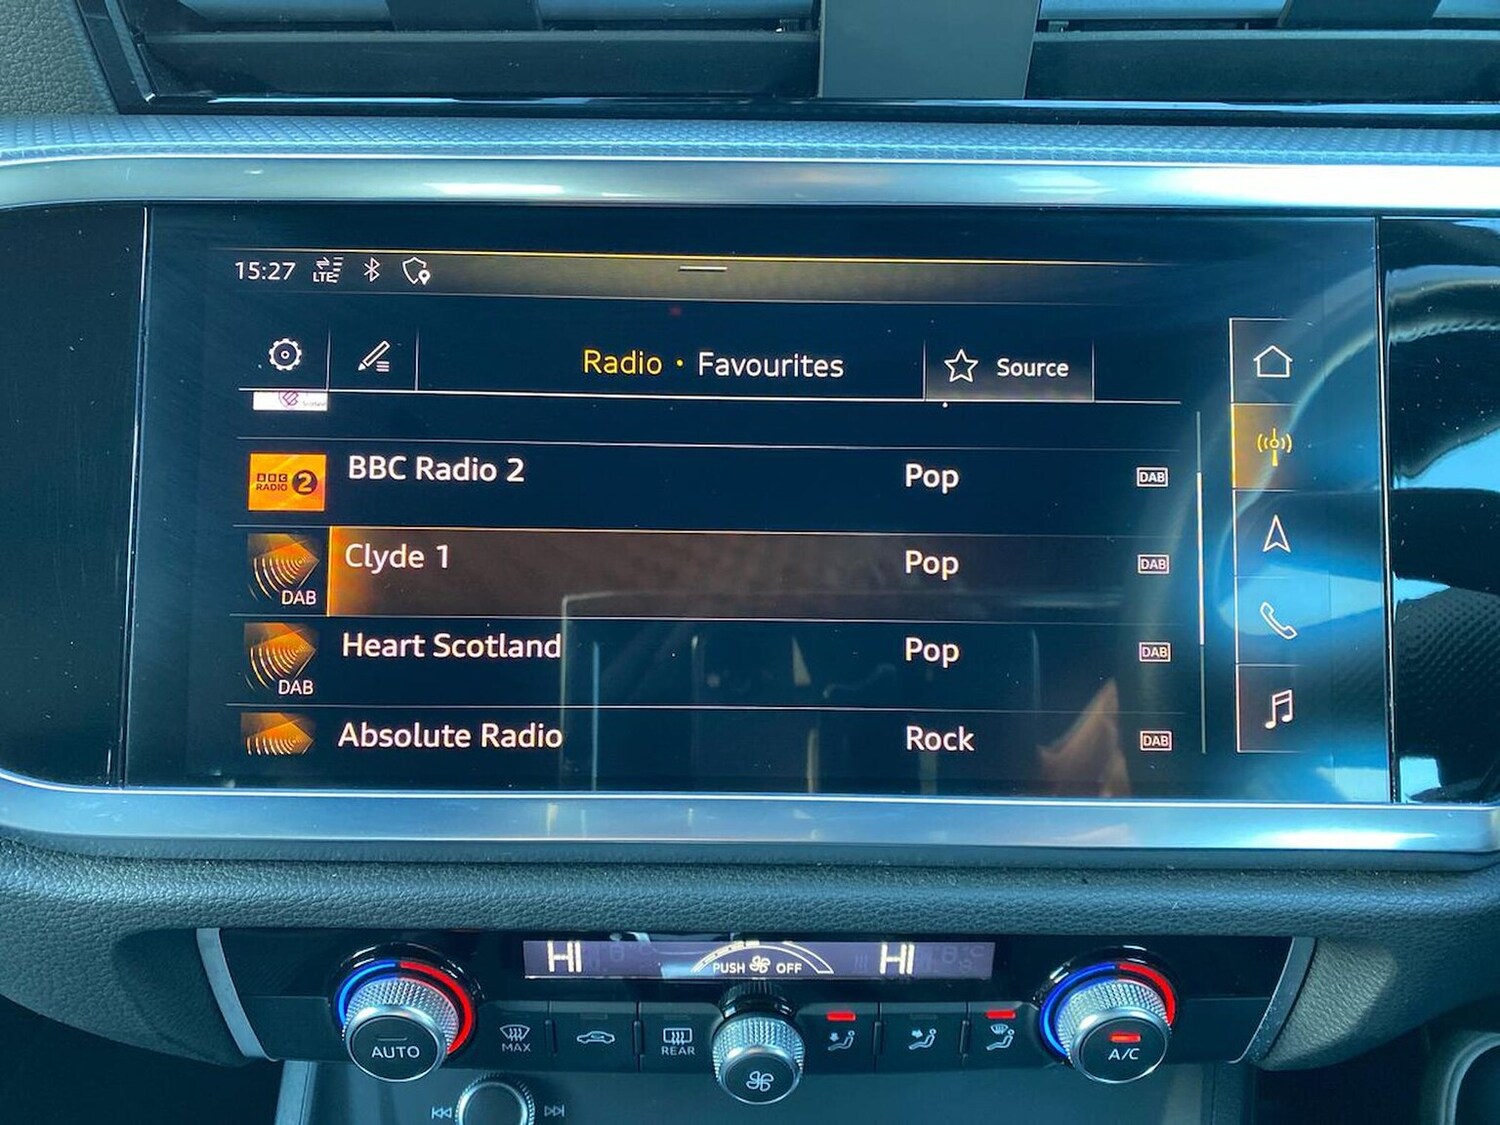 15:27 LTE
Radio • Favourites
Source
Scotland
BBC RADIO 2
BBC Radio 2 Pop DAB
DAB
Clyde 1 Pop DAB
DAB
Heart Scotland Pop DAB
Absolute Radio Rock DAB
HI PUSH OFF HI
AUTO MAX REAR A/C